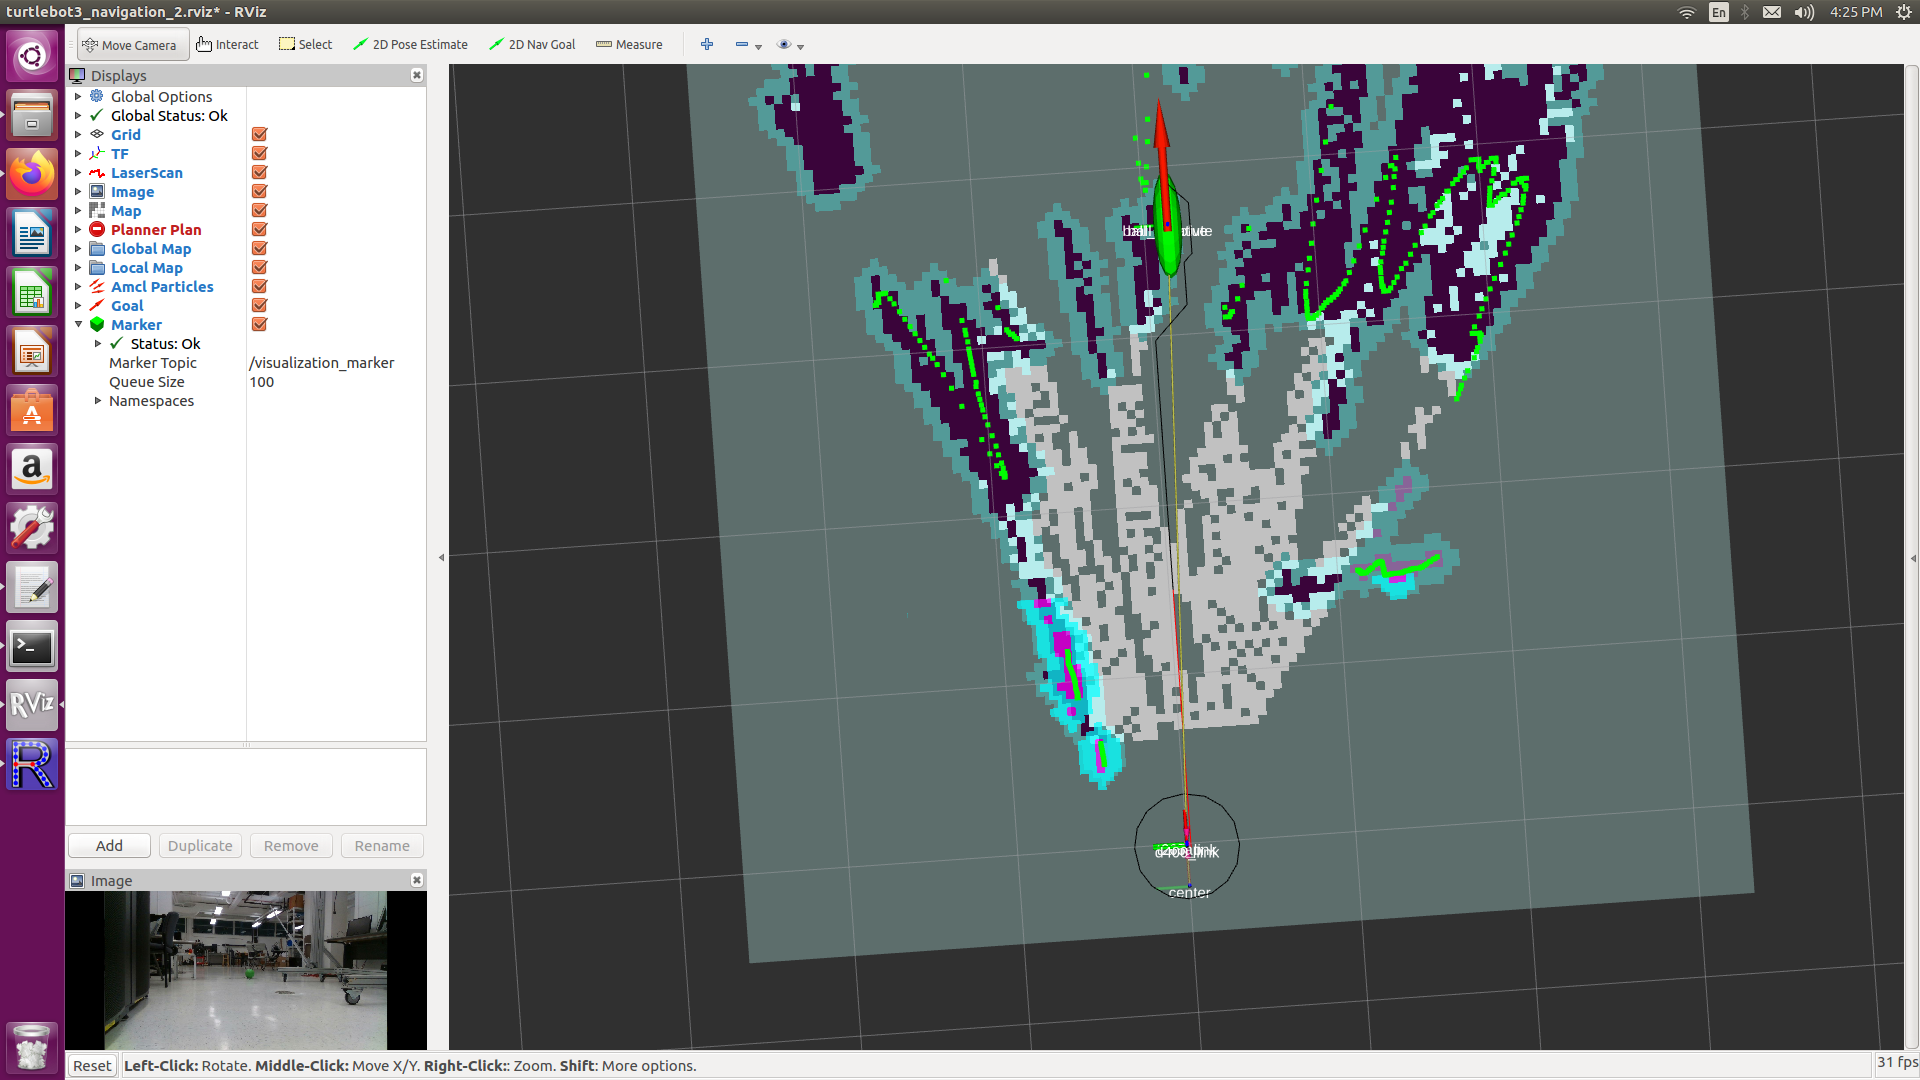 turtlebot3_navigation_2.rviz* - RViz
En
4:25 PM
Move Camera
Interact
Select
2D Pose Estimate
2D Nav Goal
Measure
Displays
Global Options
Global Status: Ok
Grid
TF
LaserScan
Image
Map
Planner Plan
Global Map
Local Map
Amcl Particles
Goal
Marker
Status: Ok
Marker Topic /visualization_marker
Queue Size 100
Namespaces
Add
Duplicate
Remove
Rename
Image
center
RViz
Reset
Left-Click: Rotate. Middle-Click: Move X/Y. Right-Click:: Zoom. Shift: More options.
31 fps